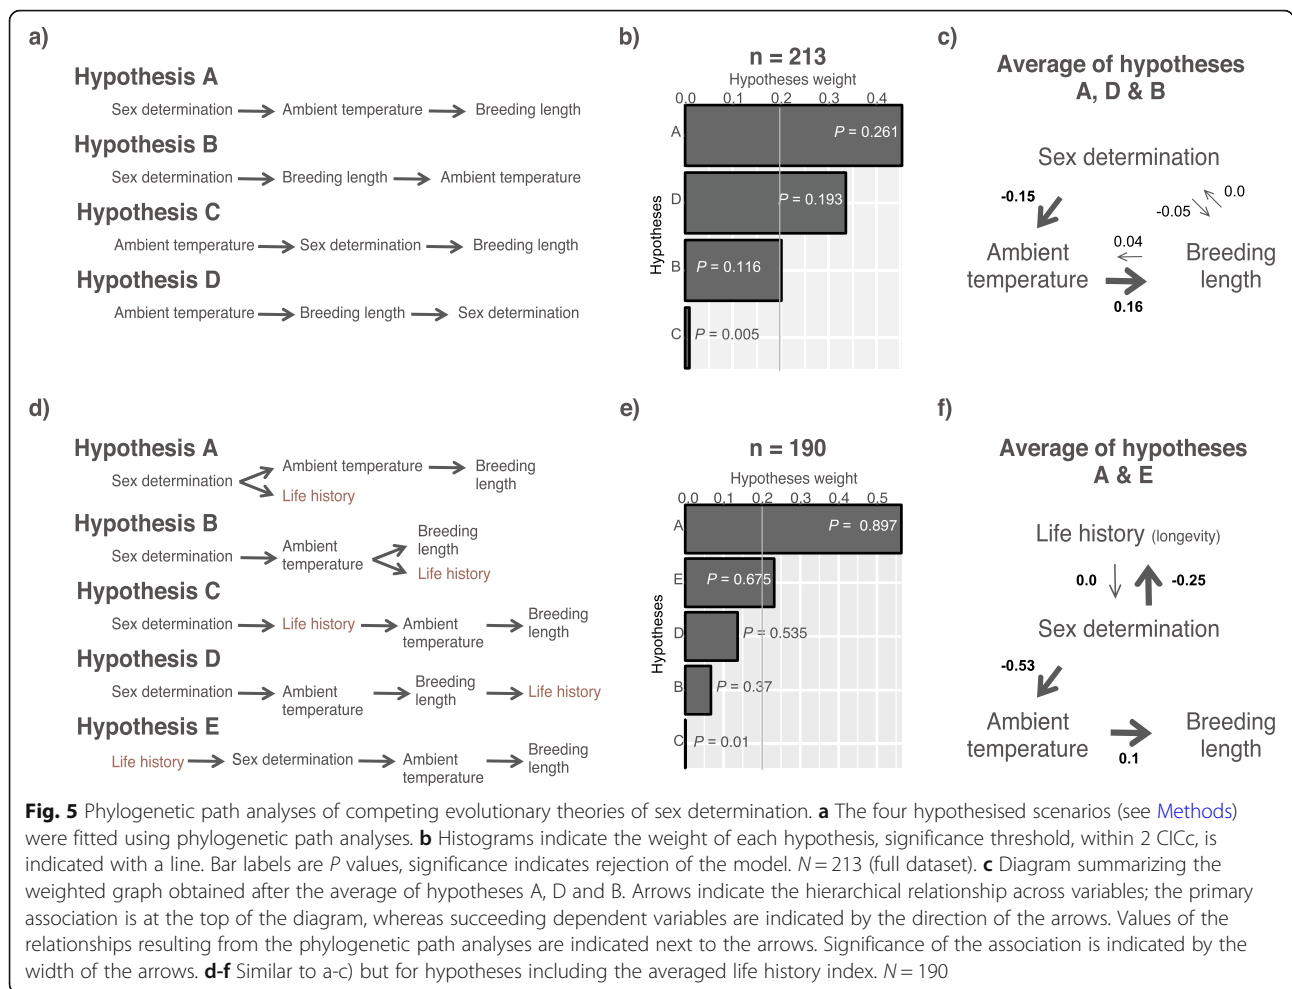 a)
Hypothesis A
Sex determination → Ambient temperature → Breeding length
Hypothesis B
Sex determination → Breeding length → Ambient temperature
Hypothesis C
Ambient temperature → Sex determination → Breeding length
Hypothesis D
Ambient temperature → Breeding length → Sex determination
b)
n = 213
Hypotheses weight
0.0 0.1 0.2 0.3 0.4
Hypotheses
A P = 0.261
D P = 0.193
B P = 0.116
C P = 0.005
c)
Average of hypotheses
A, D & B
Sex determination
-0.15
-0.05 0.0
Ambient
temperature
0.04
0.16
Breeding
length
d)
Hypothesis A
Sex determination
Ambient temperature → Breeding
length
Life history
Hypothesis B
Sex determination → Ambient
temperature
Breeding
length
Life history
Hypothesis C
Sex determination → Life history → Ambient
temperature → Breeding
length
Hypothesis D
Sex determination → Ambient
temperature → Breeding
length → Life history
Hypothesis E
Life history → Sex determination → Ambient
temperature → Breeding
length
e)
n = 190
Hypotheses weight
0.0 0.1 0.2 0.3 0.4 0.5
Hypotheses
A P = 0.897
E P = 0.675
D P = 0.535
B P = 0.37
C P = 0.01
f)
Average of hypotheses
A & E
Life history (longevity)
0.0 -0.25
Sex determination
-0.53
Ambient
temperature
0.1
Breeding
length
Fig. 5 Phylogenetic path analyses of competing evolutionary theories of sex determination. a The four hypothesised scenarios (see Methods)
were fitted using phylogenetic path analyses. b Histograms indicate the weight of each hypothesis, significance threshold, within 2 CICc, is
indicated with a line. Bar labels are P values, significance indicates rejection of the model. N = 213 (full dataset). c Diagram summarizing the
weighted graph obtained after the average of hypotheses A, D and B. Arrows indicate the hierarchical relationship across variables; the primary
association is at the top of the diagram, whereas succeeding dependent variables are indicated by the direction of the arrows. Values of the
relationships resulting from the phylogenetic path analyses are indicated next to the arrows. Significance of the association is indicated by the
width of the arrows. d-f Similar to a-c) but for hypotheses including the averaged life history index. N = 190